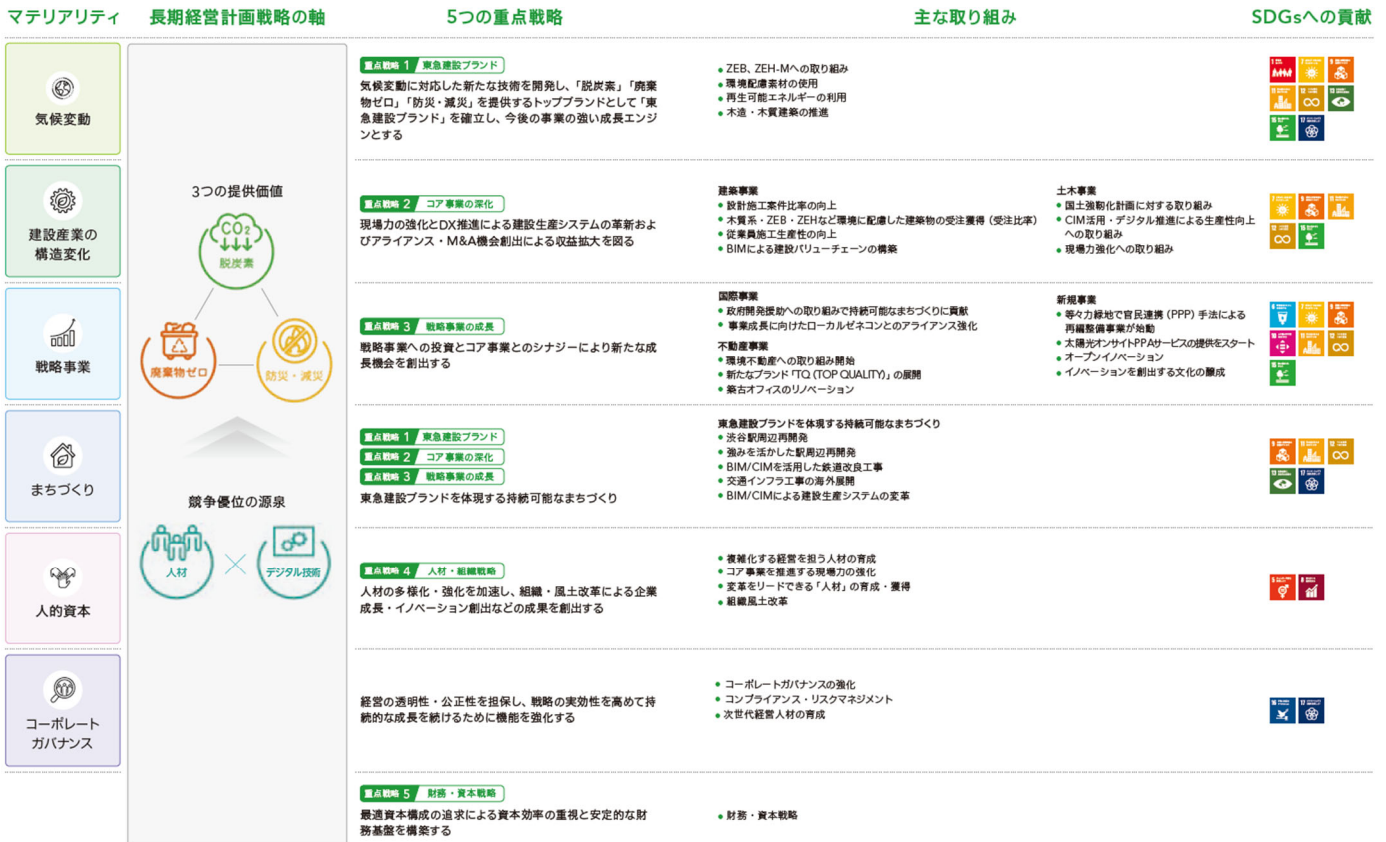 マテリアリティ
長期経営計画戦略の軸
5つの重点戦略
主な取り組み
SDGsへの貢献
気候変動
重点戦略 1 東急建設ブランド
気候変動に対応した新たな技術を開発し、「脱炭素」「廃棄
物ゼロ」「防災・減災」を提供するトップブランドとして「東
急建設ブランド」を確立し、今後の事業の強い成長エンジ
ンとする
● ZEB、ZEH-Mへの取り組み
● 環境配慮素材の使用
● 再生可能エネルギーの利用
● 木造・木質建築の推進
建設産業の
構造変化
3つの提供価値
CO2
脱炭素
廃棄物ゼロ
防災・減災
重点戦略 2 コア事業の深化
現場力の強化とDX推進による建設生産システムの革新およ
びアライアンス・M&A機会創出による収益拡大を図る
建築事業
● 設計施工案件比率の向上
● 木質系・ZEB・ZEHなど環境に配慮した建築物の受注獲得（受注比率）
● 従業員施工生産性の向上
● BIMによる建設バリューチェーンの構築
土木事業
● 国土強靭化計画に対する取り組み
● CIM活用・デジタル推進による生産性向上
への取り組み
● 現場力強化への取り組み
戦略事業
重点戦略 3 戦略事業の成長
戦略事業への投資とコア事業とのシナジーにより新たな成
長機会を創出する
国際事業
● 政府開発援助への取り組みで持続可能なまちづくりに貢献
● 事業成長に向けたローカルゼネコンとのアライアンス強化
不動産事業
● 環境不動産への取り組み開始
● 新たなブランド「TQ（TOP QUALITY）」の展開
● 築古オフィスのリノベーション
新規事業
● 等々力緑地で官民連携（PPP）手法による
再編整備事業が始動
● 太陽光オンサイトPPAサービスの提供をスタート
● オープンイノベーション
● イノベーションを創出する文化の醸成
まちづくり
競争優位の源泉
人材
デジタル技術
重点戦略 1 東急建設ブランド
重点戦略 2 コア事業の深化
重点戦略 3 戦略事業の成長
東急建設ブランドを体現する持続可能なまちづくり
東急建設ブランドを体現する持続可能なまちづくり
● 渋谷駅周辺再開発
● 強みを活かした駅周辺再開発
● BIM/CIMを活用した鉄道改良工事
● 交通インフラ工事の海外展開
● BIM/CIMによる建設生産システムの変革
人的資本
重点戦略 4 人材・組織戦略
人材の多様化・強化を加速し、組織・風土改革による企業
成長・イノベーション創出などの成果を創出する
● 複雑化する経営を担う人材の育成
● コア事業を推進する現場力の強化
● 変革をリードできる「人材」の育成・獲得
● 組織風土改革
コーポレート
ガバナンス
経営の透明性・公正性を担保し、戦略の実効性を高めて持
続的な成長を続けるために機能を強化する
● コーポレートガバナンスの強化
● コンプライアンス・リスクマネジメント
● 次世代経営人材の育成
重点戦略 5 財務・資本戦略
最適資本構成の追求による資本効率の重視と安定的な財
務基盤を構築する
● 財務・資本戦略